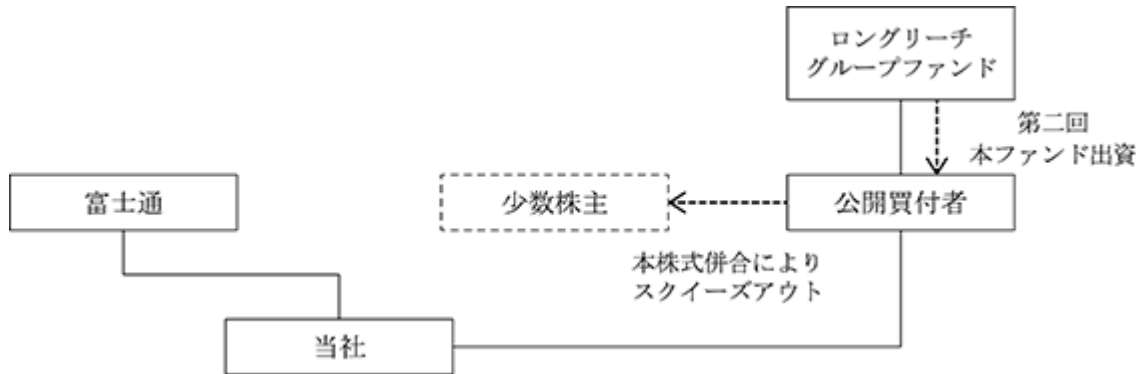 ロングリーチ
グループファンド
第二回
本ファンド出資
富士通
少数株主
公開買付者
本株式併合により
スクイーズアウト
当社